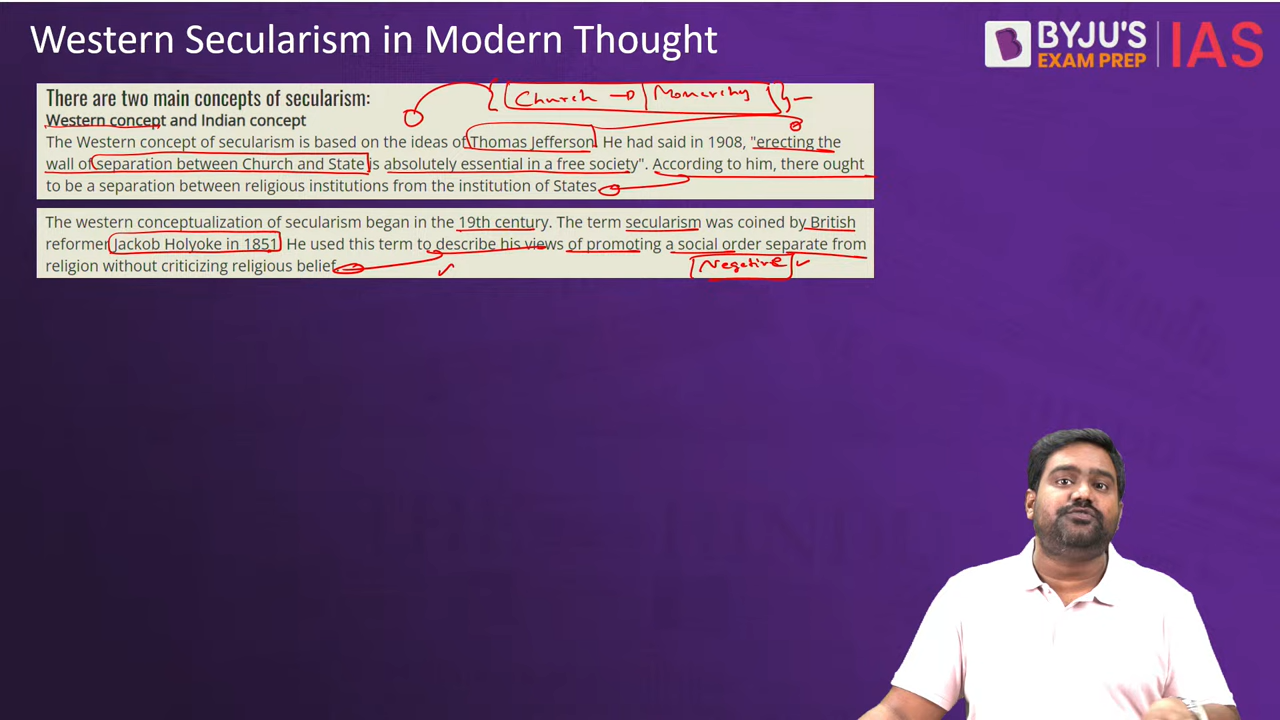 Western Secularism in Modern Thought
BYJU'S
EXAM PREP
IAS
There are two main concepts of secularism:
Church → Monarchy
Western concept and Indian concept
The Western concept of secularism is based on the ideas of Thomas Jefferson. He had said in 1908, "erecting the
wall of separation between Church and State is absolutely essential in a free society". According to him, there ought
to be a separation between religious institutions from the institution of States.
The western conceptualization of secularism began in the 19th century. The term secularism was coined by British
reformer Jackob Holyoke in 1851. He used this term to describe his views of promoting a social order separate from
religion without criticizing religious belief.
Negative